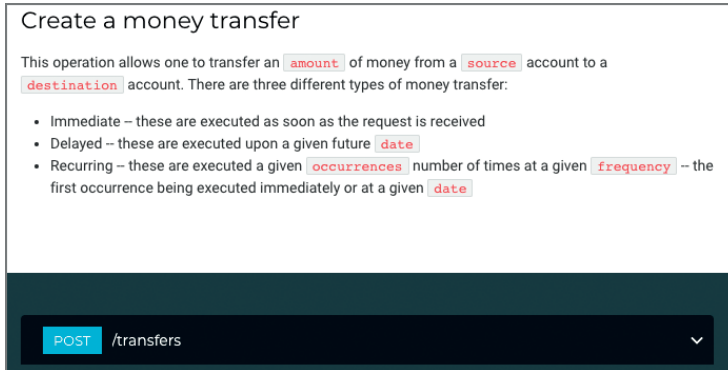 Create a money transfer
This operation allows one to transfer an amount of money from a source account to a
destination account. There are three different types of money transfer:
• Immediate – these are executed as soon as the request is received
• Delayed – these are executed upon a given future date
• Recurring – these are executed a given occurrences number of times at a given frequency – the
first occurrence being executed immediately or at a given date
POST /transfers